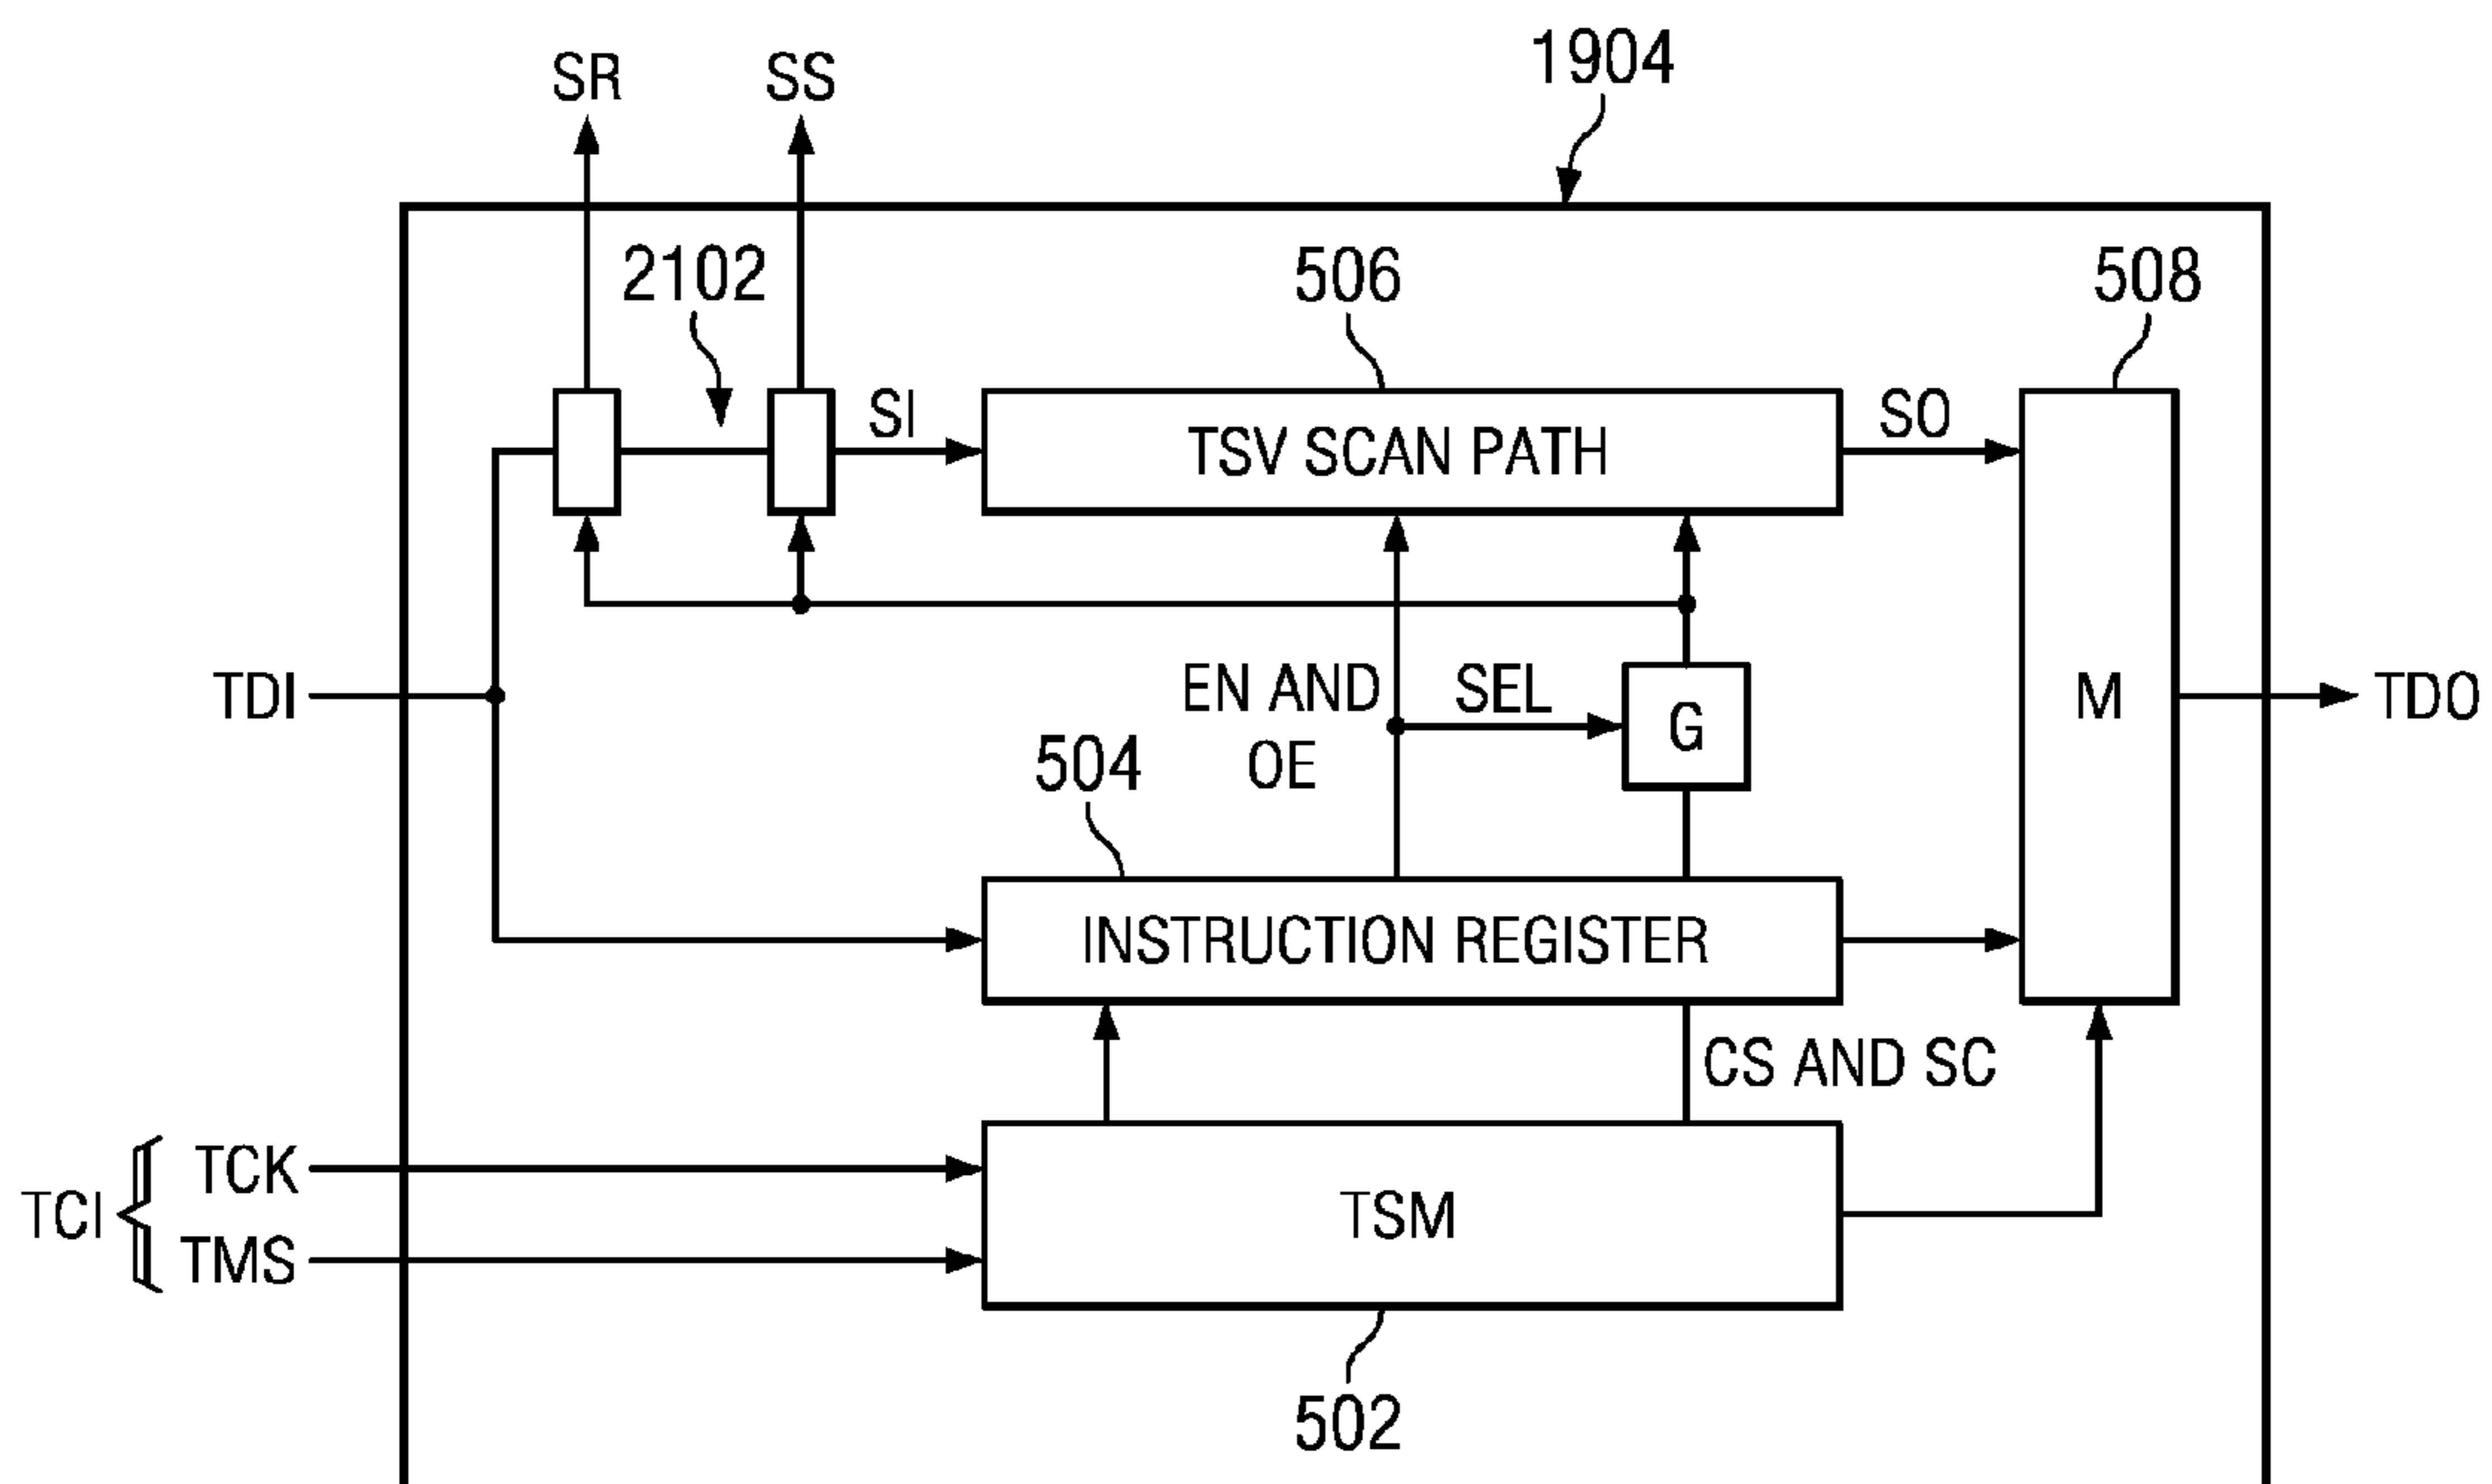 1904
SR
SS
2102
506
508
SI
TSV SCAN PATH
SO
TDI
EN AND
OE
SEL
G
M
TDO
504
INSTRUCTION REGISTER
CS AND SC
TCI
TCK
TMS
TSM
502